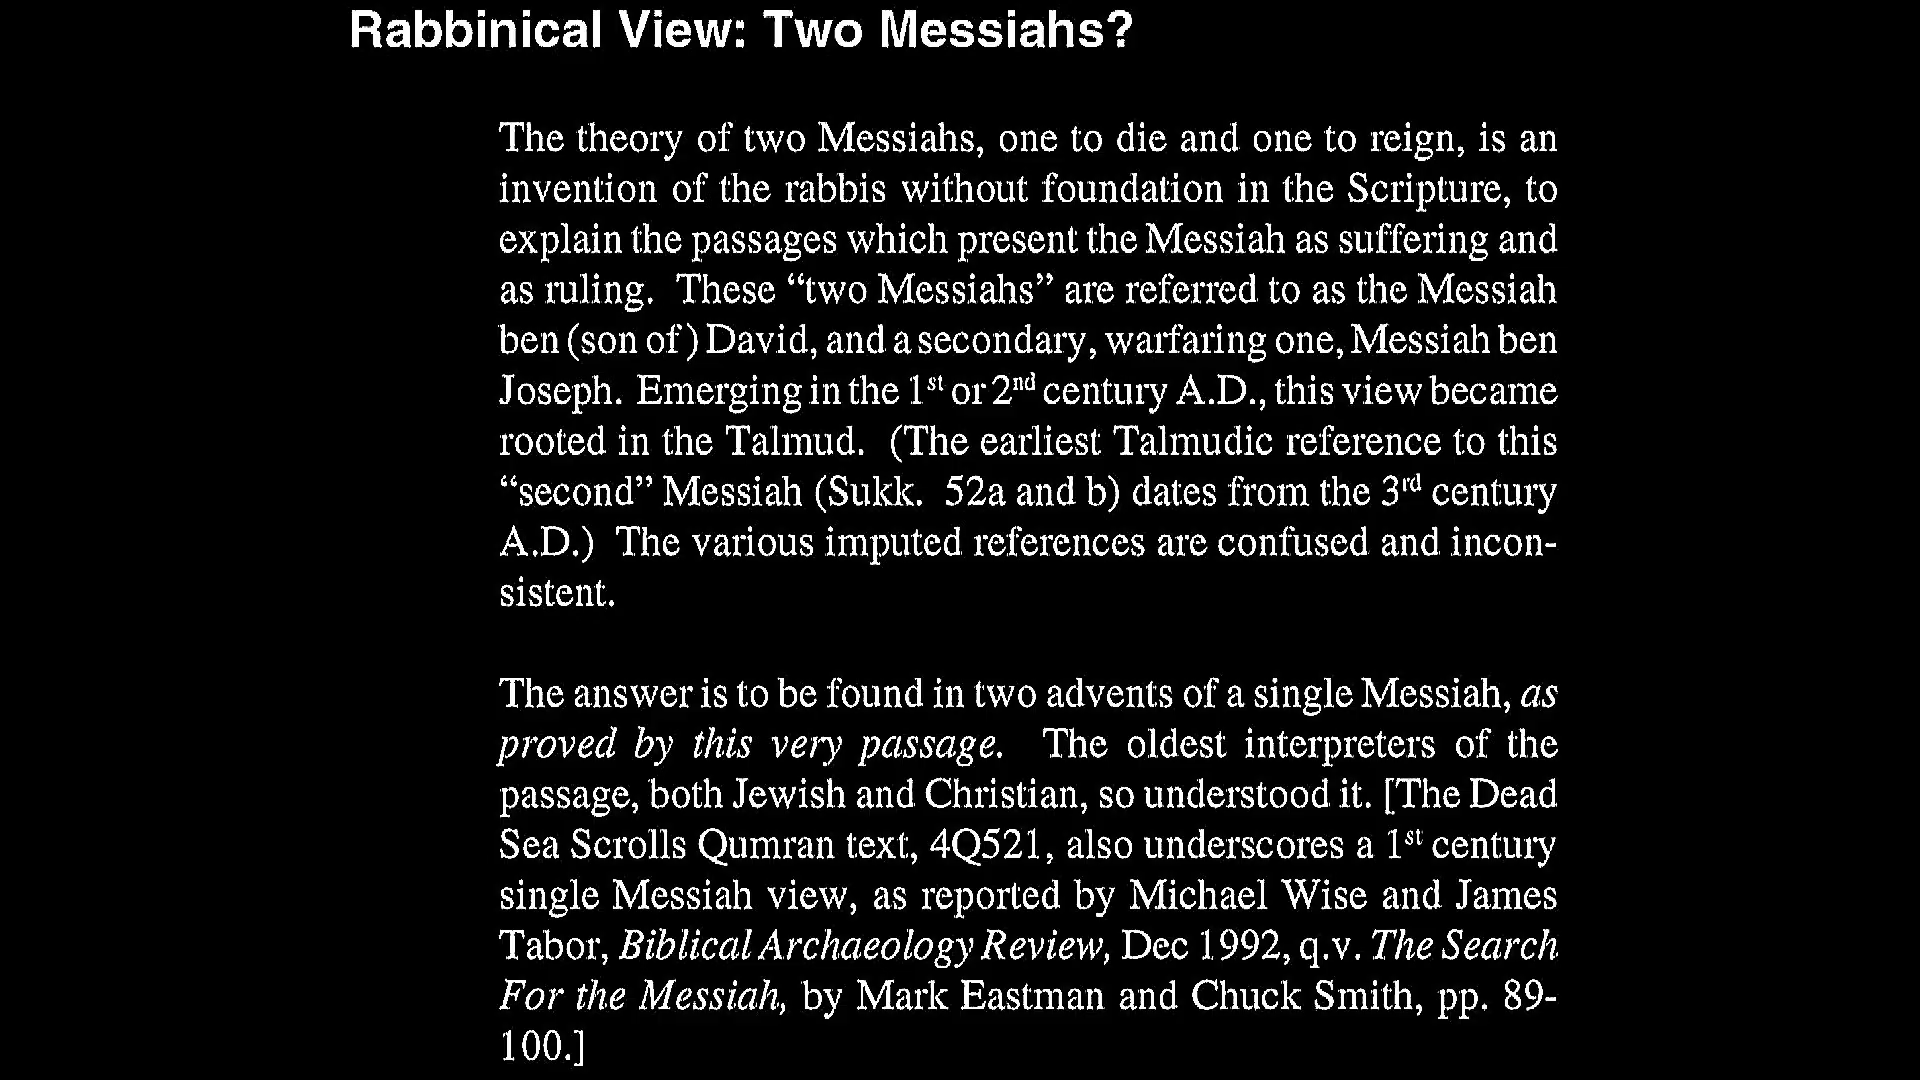 Rabbinical View: Two Messiahs?
The theory of two Messiahs, one to die and one to reign, is an
invention of the rabbis without foundation in the Scripture, to
explain the passages which present the Messiah as suffering and
as ruling. These “two Messiahs” are referred to as the Messiah
ben (son of) David, and a secondary, warfaring one, Messiah ben
Joseph. Emerging in the 1st or 2nd century A.D., this view became
rooted in the Talmud. (The earliest Talmudic reference to this
“second” Messiah (Sukk. 52a and b) dates from the 3rd century
A.D.) The various imputed references are confused and incon-
sistent.
The answer is to be found in two advents of a single Messiah, as
proved by this very passage. The oldest interpreters of the
passage, both Jewish and Christian, so understood it. [The Dead
Sea Scrolls Qumran text, 4Q521, also underscores a 1st century
single Messiah view, as reported by Michael Wise and James
Tabor, Biblical Archaeology Review, Dec 1992, q.v. The Search
For the Messiah, by Mark Eastman and Chuck Smith, pp. 89-
100.]